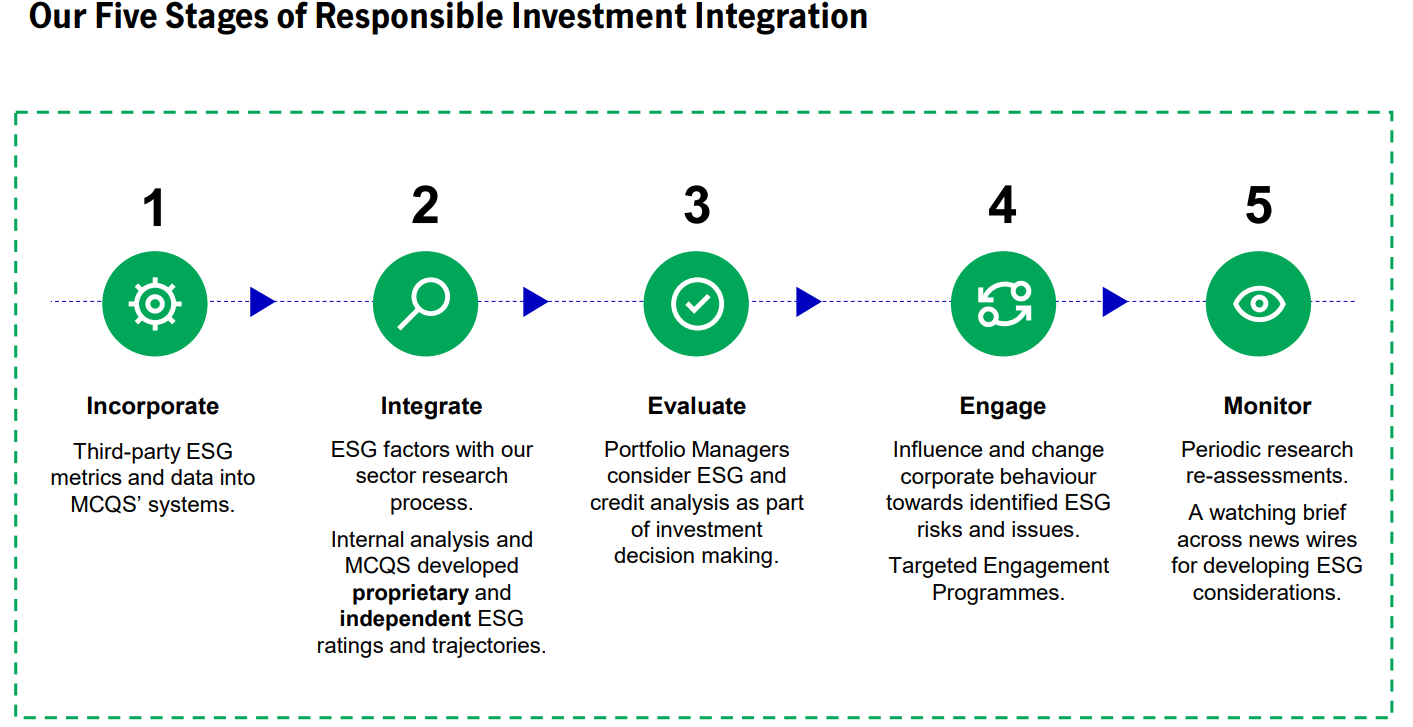 Our Five Stages of Responsible Investment Integration
1
2
3
4
5
Incorporate
Third-party ESG
metrics and data into
MCQS’ systems.
Integrate
ESG factors with our
sector research
process.
Internal analysis and
MCQS developed
proprietary and
independent ESG
ratings and trajectories.
Evaluate
Portfolio Managers
consider ESG and
credit analysis as part
of investment
decision making.
Engage
Influence and change
corporate behaviour
towards identified ESG
risks and issues.
Targeted Engagement
Programmes.
Monitor
Periodic research
re-assessments.
A watching brief
across news wires
for developing ESG
considerations.